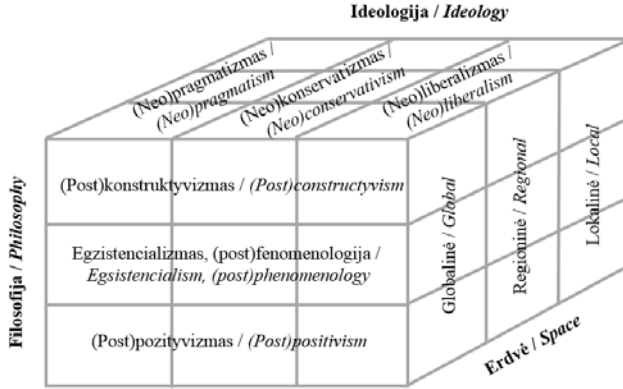 Ideologija / Ideology
(Neo)pragmatizmas /
(Neo)pragmatism
(Neo)konservatizmas /
(Neo)conservativism
(Neo)liberalizmas /
(Neo)liberalism
Filosofija / Philosophy
(Post)konstruktyvizmas / (Post)constructyvism
Egzistencializmas, (post)fenomenologija /
Egsistencialism, (post)phenomenology
(Post)pozityvizmas / (Post)positivism
Globalinė / Global
Regioninė / Regional
Lokalinė / Local
Erdvė / Space